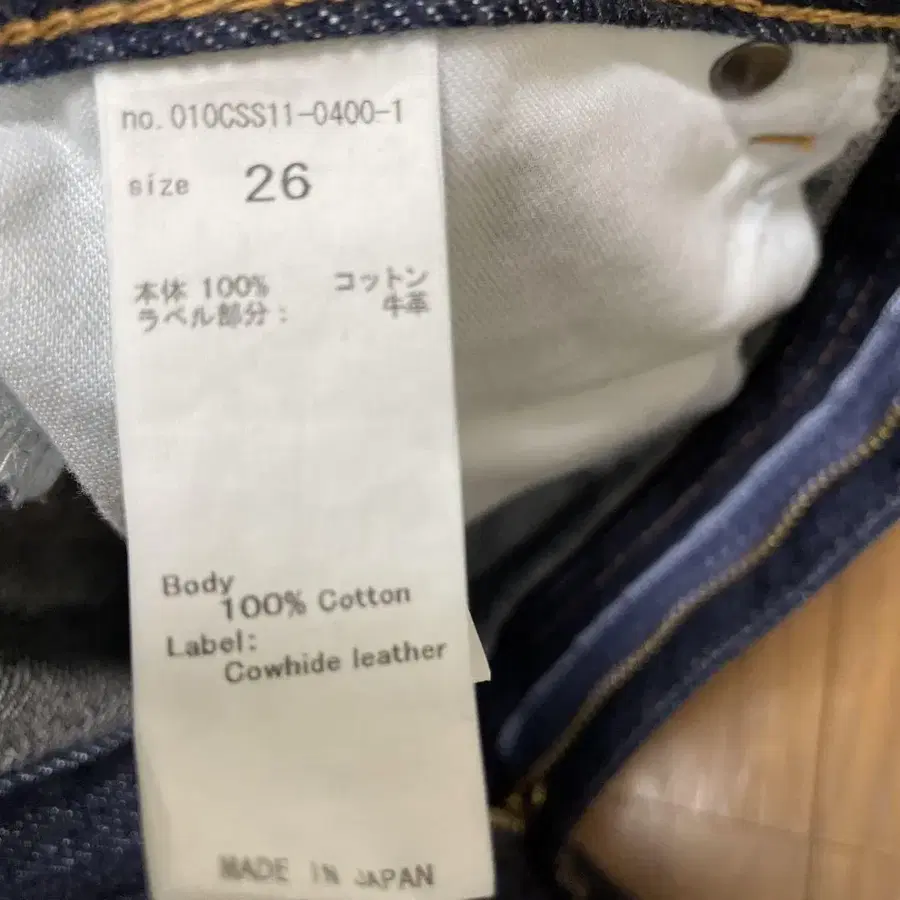 no. 010CSS11-0400-1
size 26
本体 100% コットン
ラベル部分: 牛革
Body
100% Cotton
Label:
Cowhide leather
MADE IN JAPAN